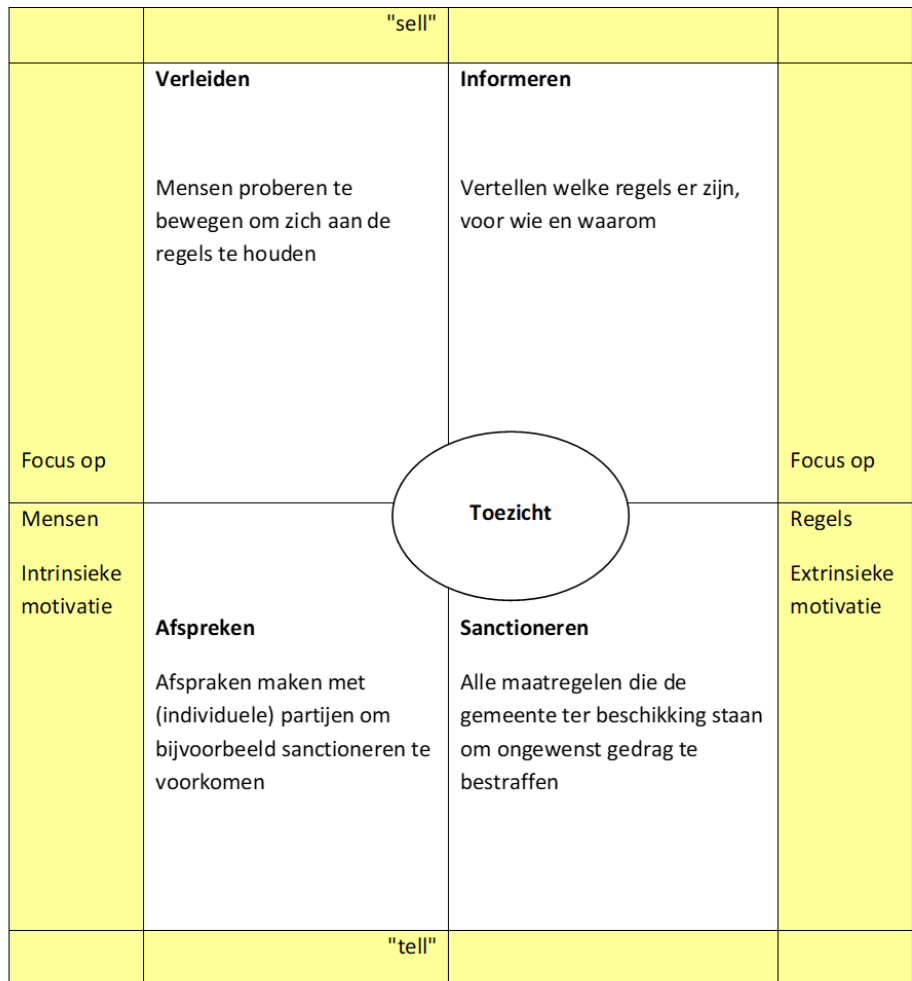 "sell"
Verleiden
Informeren
Mensen proberen te
bewegen om zich aan de
regels te houden
Vertellen welke regels er zijn,
voor wie en waarom
Focus op
Focus op
Toezicht
Mensen
Intrinsieke
motivatie
Regels
Extrinsieke
motivatie
Afspreken
Afspraken maken met
(individuele) partijen om
bijvoorbeeld sanctioneren te
voorkomen
Sanctioneren
Alle maatregelen die de
gemeente ter beschikking staan
om ongewenst gedrag te
bestraffen
"tell"